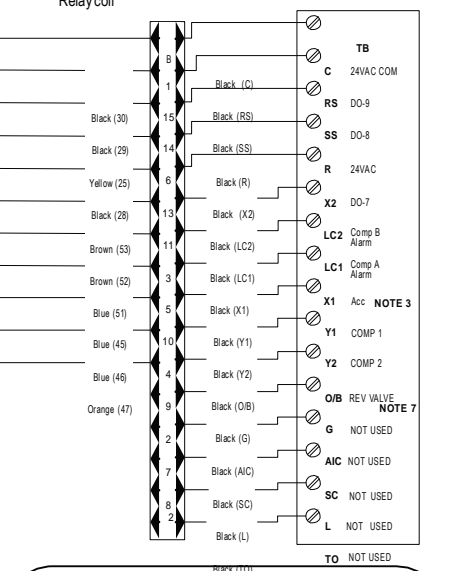 Relay coil
TB
B
Black (C)
C 24VAC COM
1
Black (30)
15
Black (RS)
RS DO-9
Black (29)
14
Black (SS)
SS DO-8
Yellow (25)
6
Black (R)
R 24VAC
Black (28)
13
Black (X2)
X2 DO-7
Brown (53)
11
Black (LC2)
LC2 Comp B Alarm
Brown (52)
3
Black (LC1)
LC1 Comp A Alarm
Blue (51)
5
Black (X1)
X1 Acc NOTE 3
Blue (45)
10
Black (Y1)
Y1 COMP 1
Blue (46)
4
Black (Y2)
Y2 COMP 2
Orange (47)
9
Black (O/B)
O/B REV VALVE
NOTE 7
2
Black (G)
G NOT USED
7
Black (AIC)
AIC NOT USED
8
Black (SC)
SC NOT USED
2
Black (L)
L NOT USED
Black (TO)
TO NOT USED